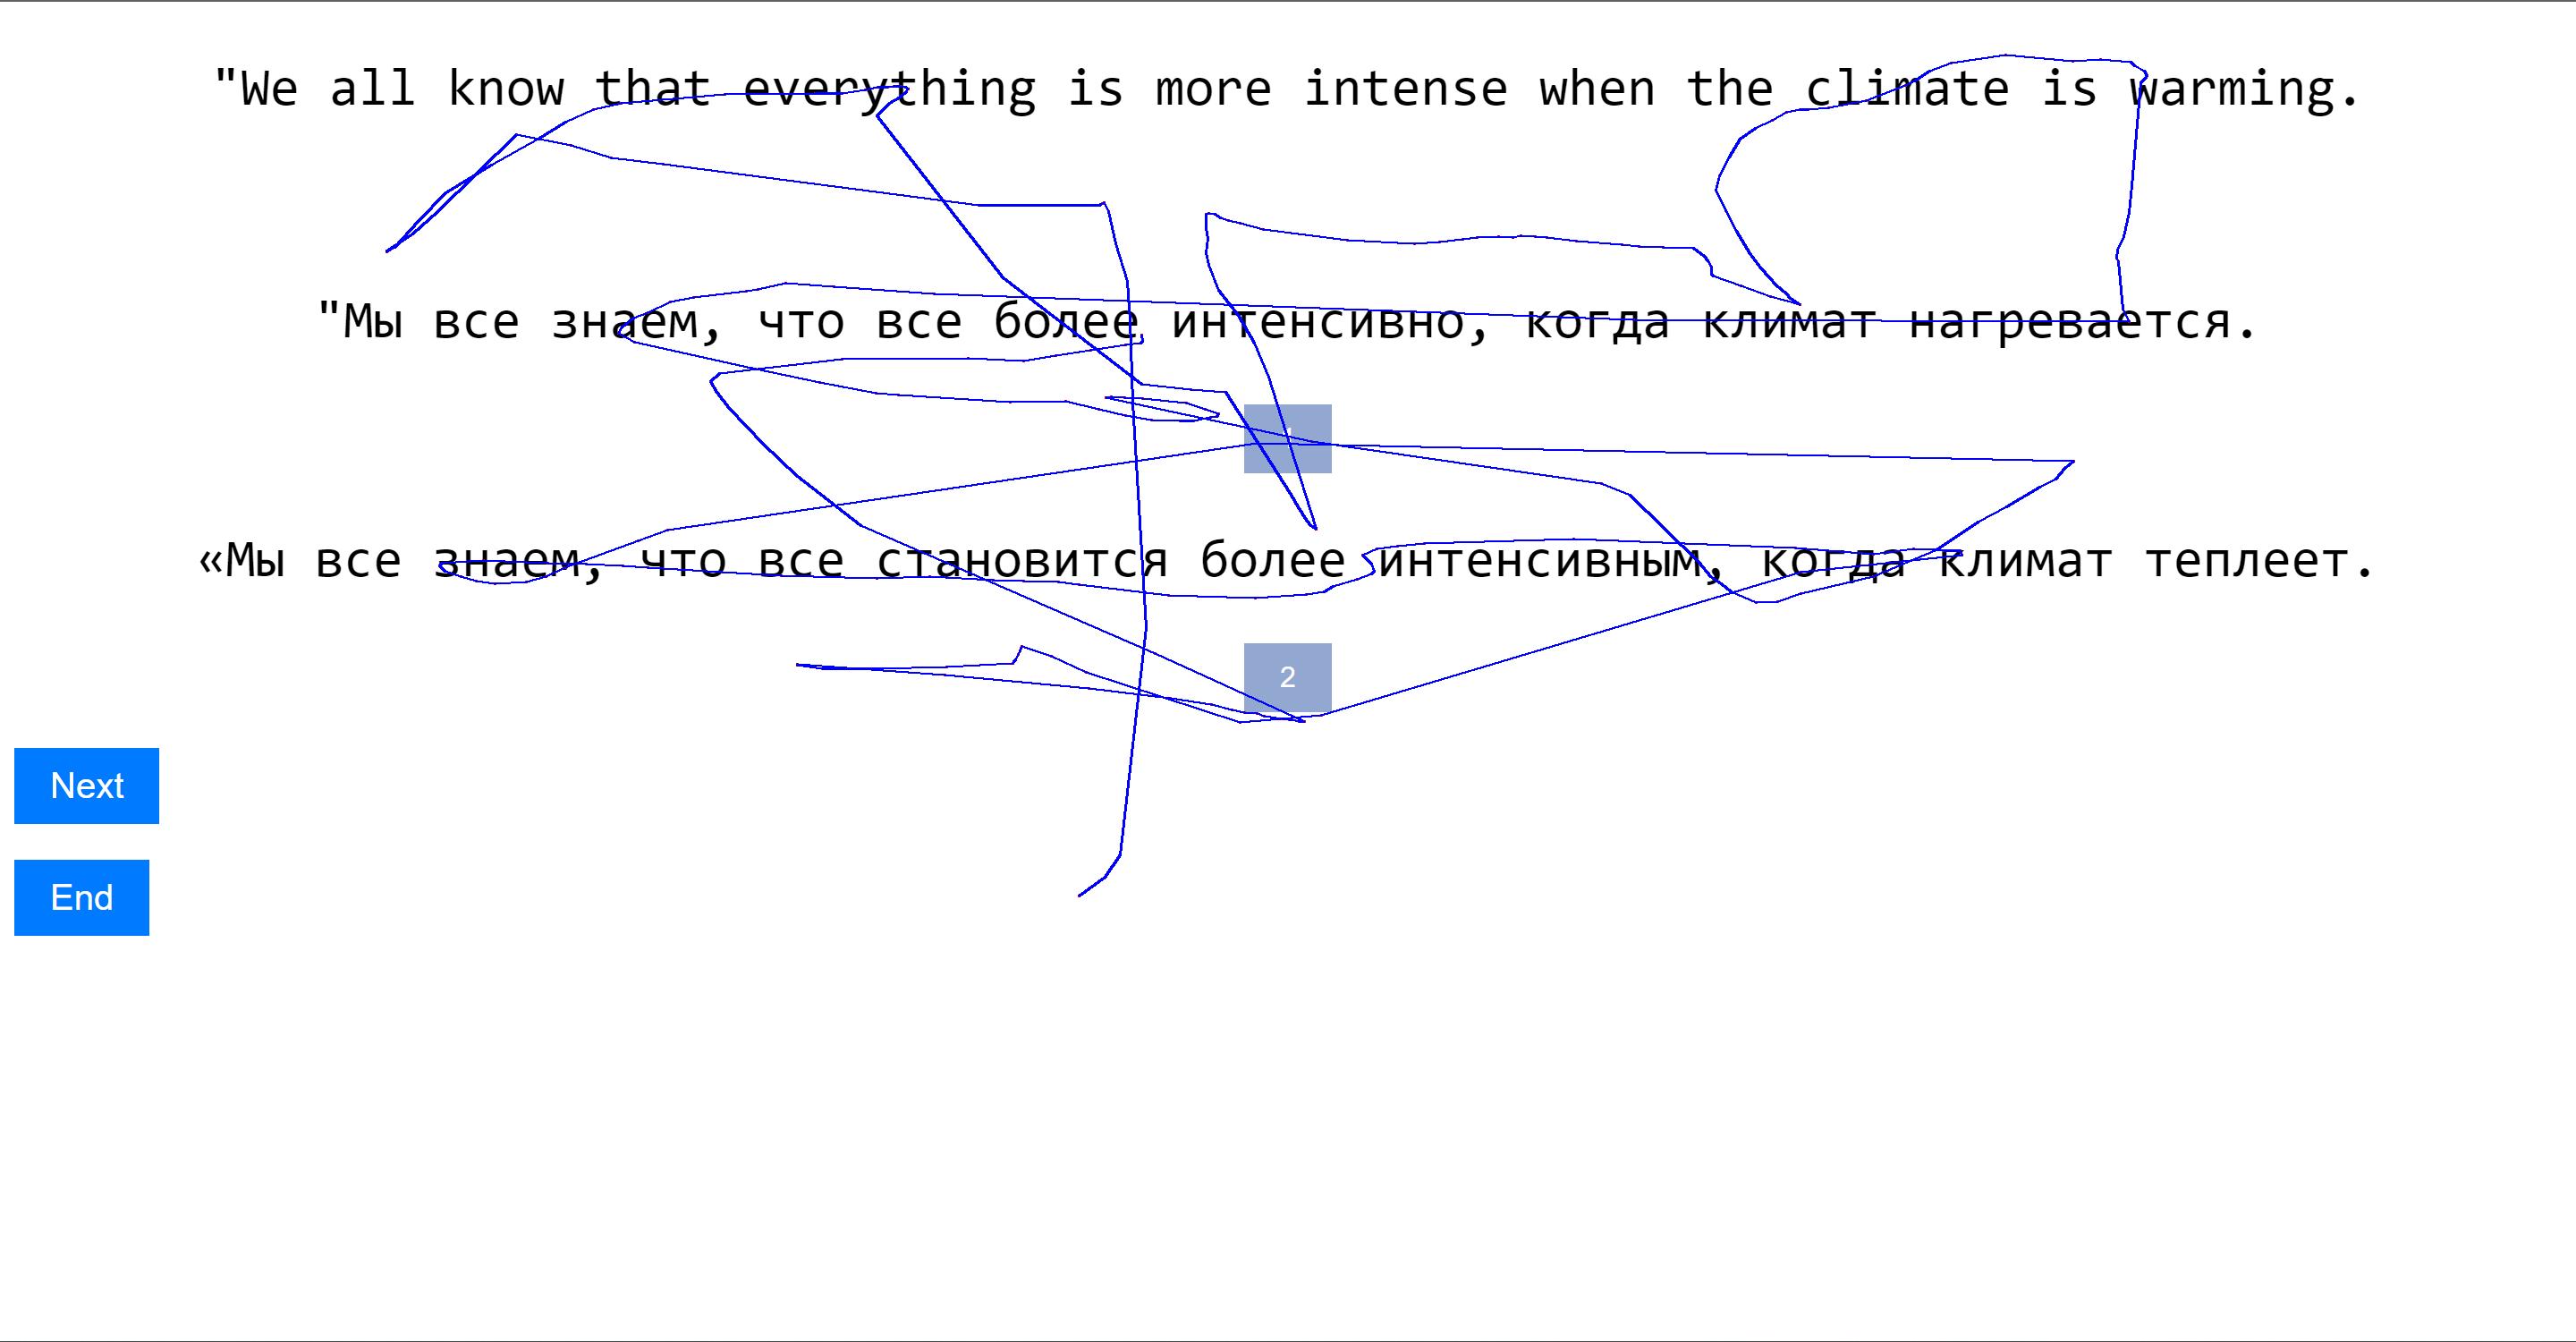 "We all know that everything is more intense when the climate is warming.
"Мы все знаем, что все более интенсивно, когда климат нагревается.
1
«Мы все знаем, что все становится более интенсивным, когда климат теплеет.
2
Next
End